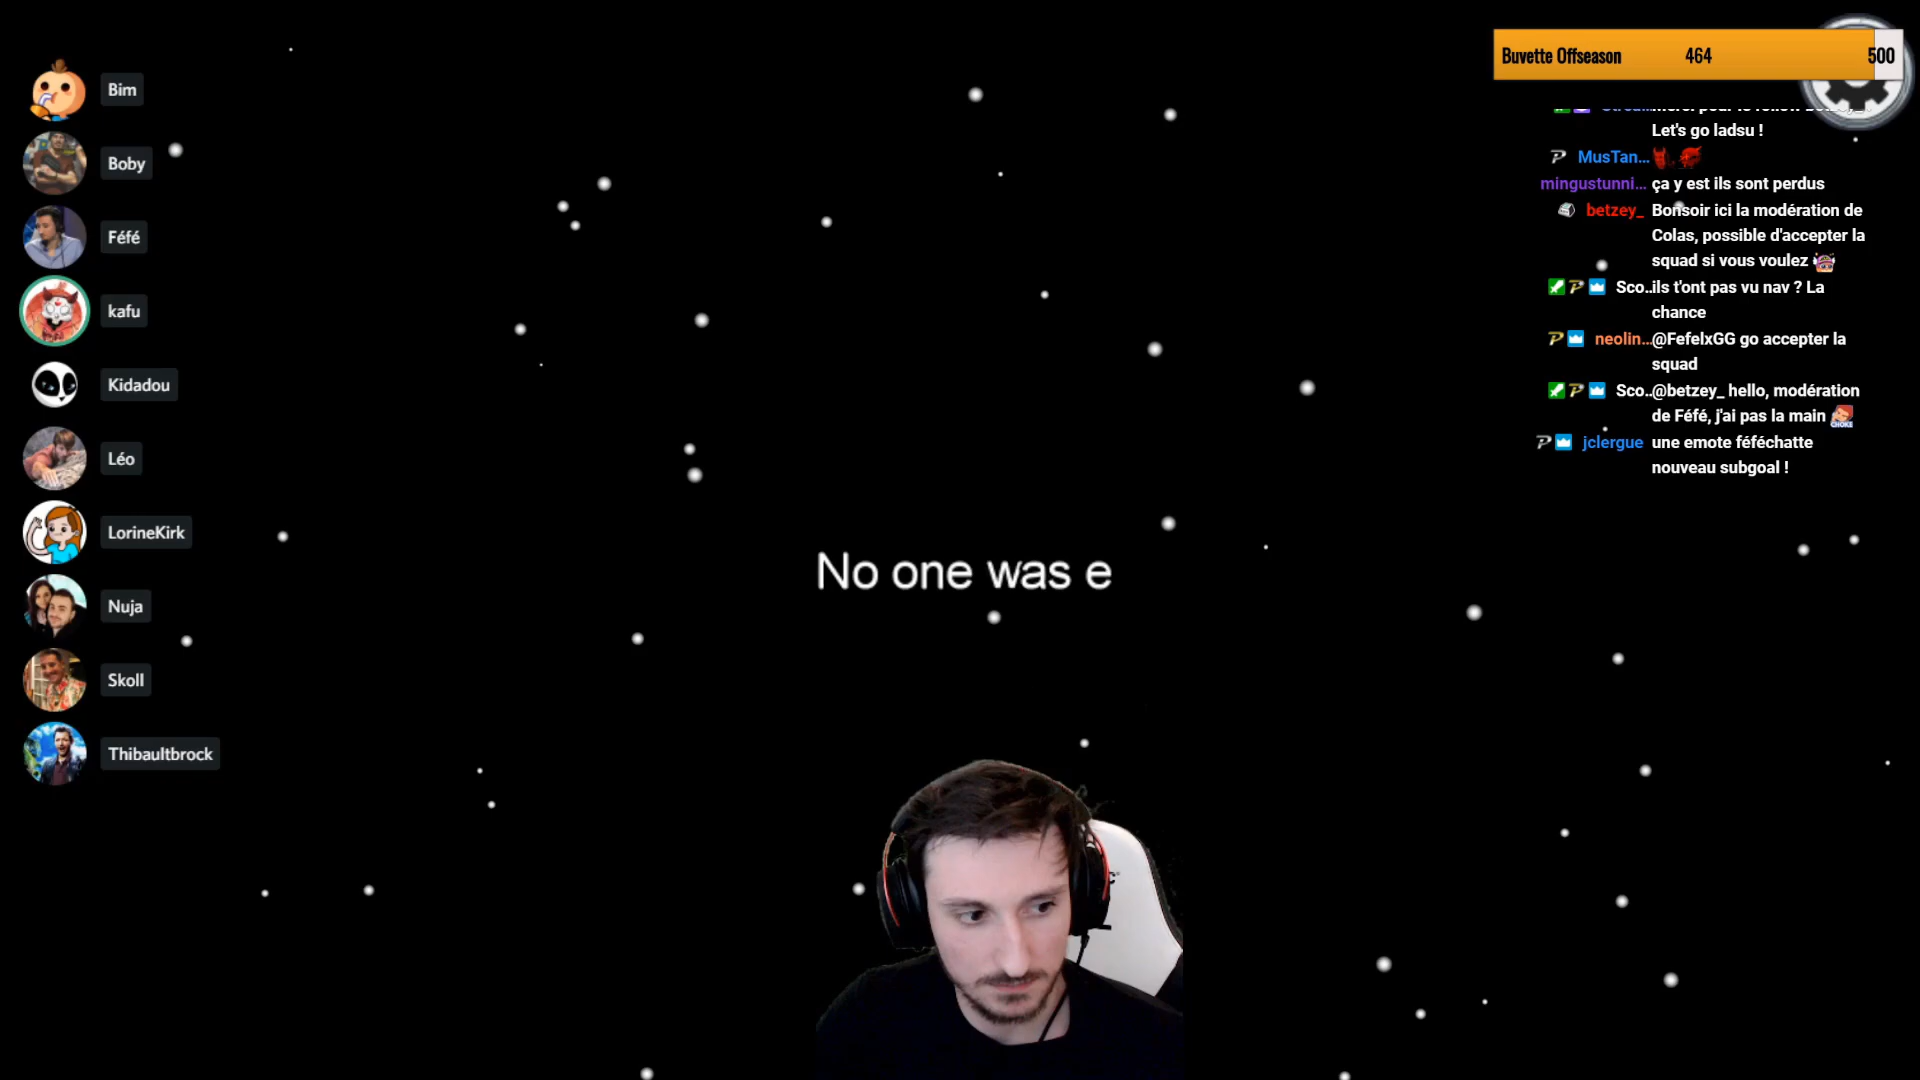 Bim
Boby
Féfé
kafu
Kidadou
Léo
LorineKirk
Nuja
Skoll
Thibaultbrock
No one was e
Buvette Offseason 464 500
Let's go ladsu !
MusTan...
mingustunni... ça y est ils sont perdus
betzey_ Bonsoir ici la modération de
Colas, possible d'accepter la
squad si vous voulez
Sco..ils t'ont pas vu nav ? La
chance
neolin...@FefelxGG go accepter la
squad
Sco..@betzey_ hello, modération
de Féfé, j'ai pas la main
jclergue une emote féféchatte
nouveau subgoal !